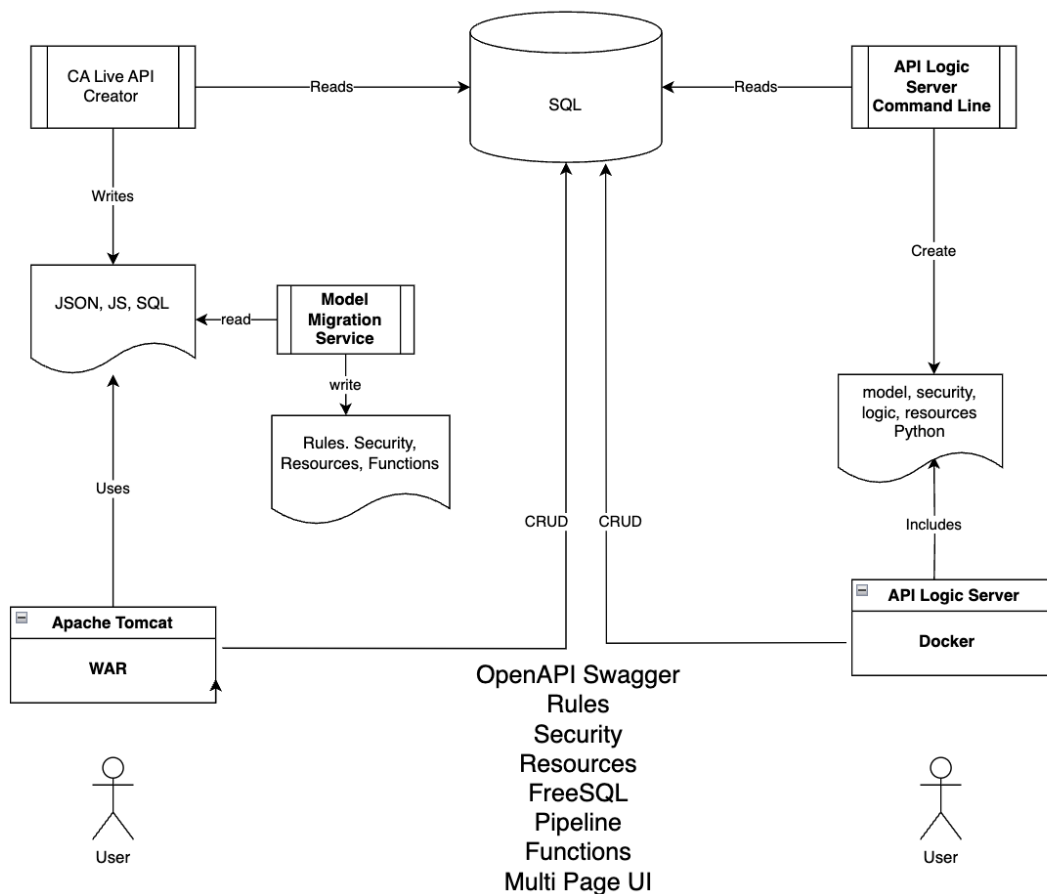 CA Live API
Creator
Reads
SQL
Reads
API Logic
Server
Command Line
Writes
Create
JSON, JS, SQL
read
Model
Migration
Service
write
Rules. Security,
Resources, Functions
model, security,
logic, resources
Python
Uses
CRUD
CRUD
Includes
Apache Tomcat
WAR
API Logic Server
Docker
OpenAPI Swagger
Rules
Security
Resources
FreeSQL
Pipeline
Functions
Multi Page UI
User
User